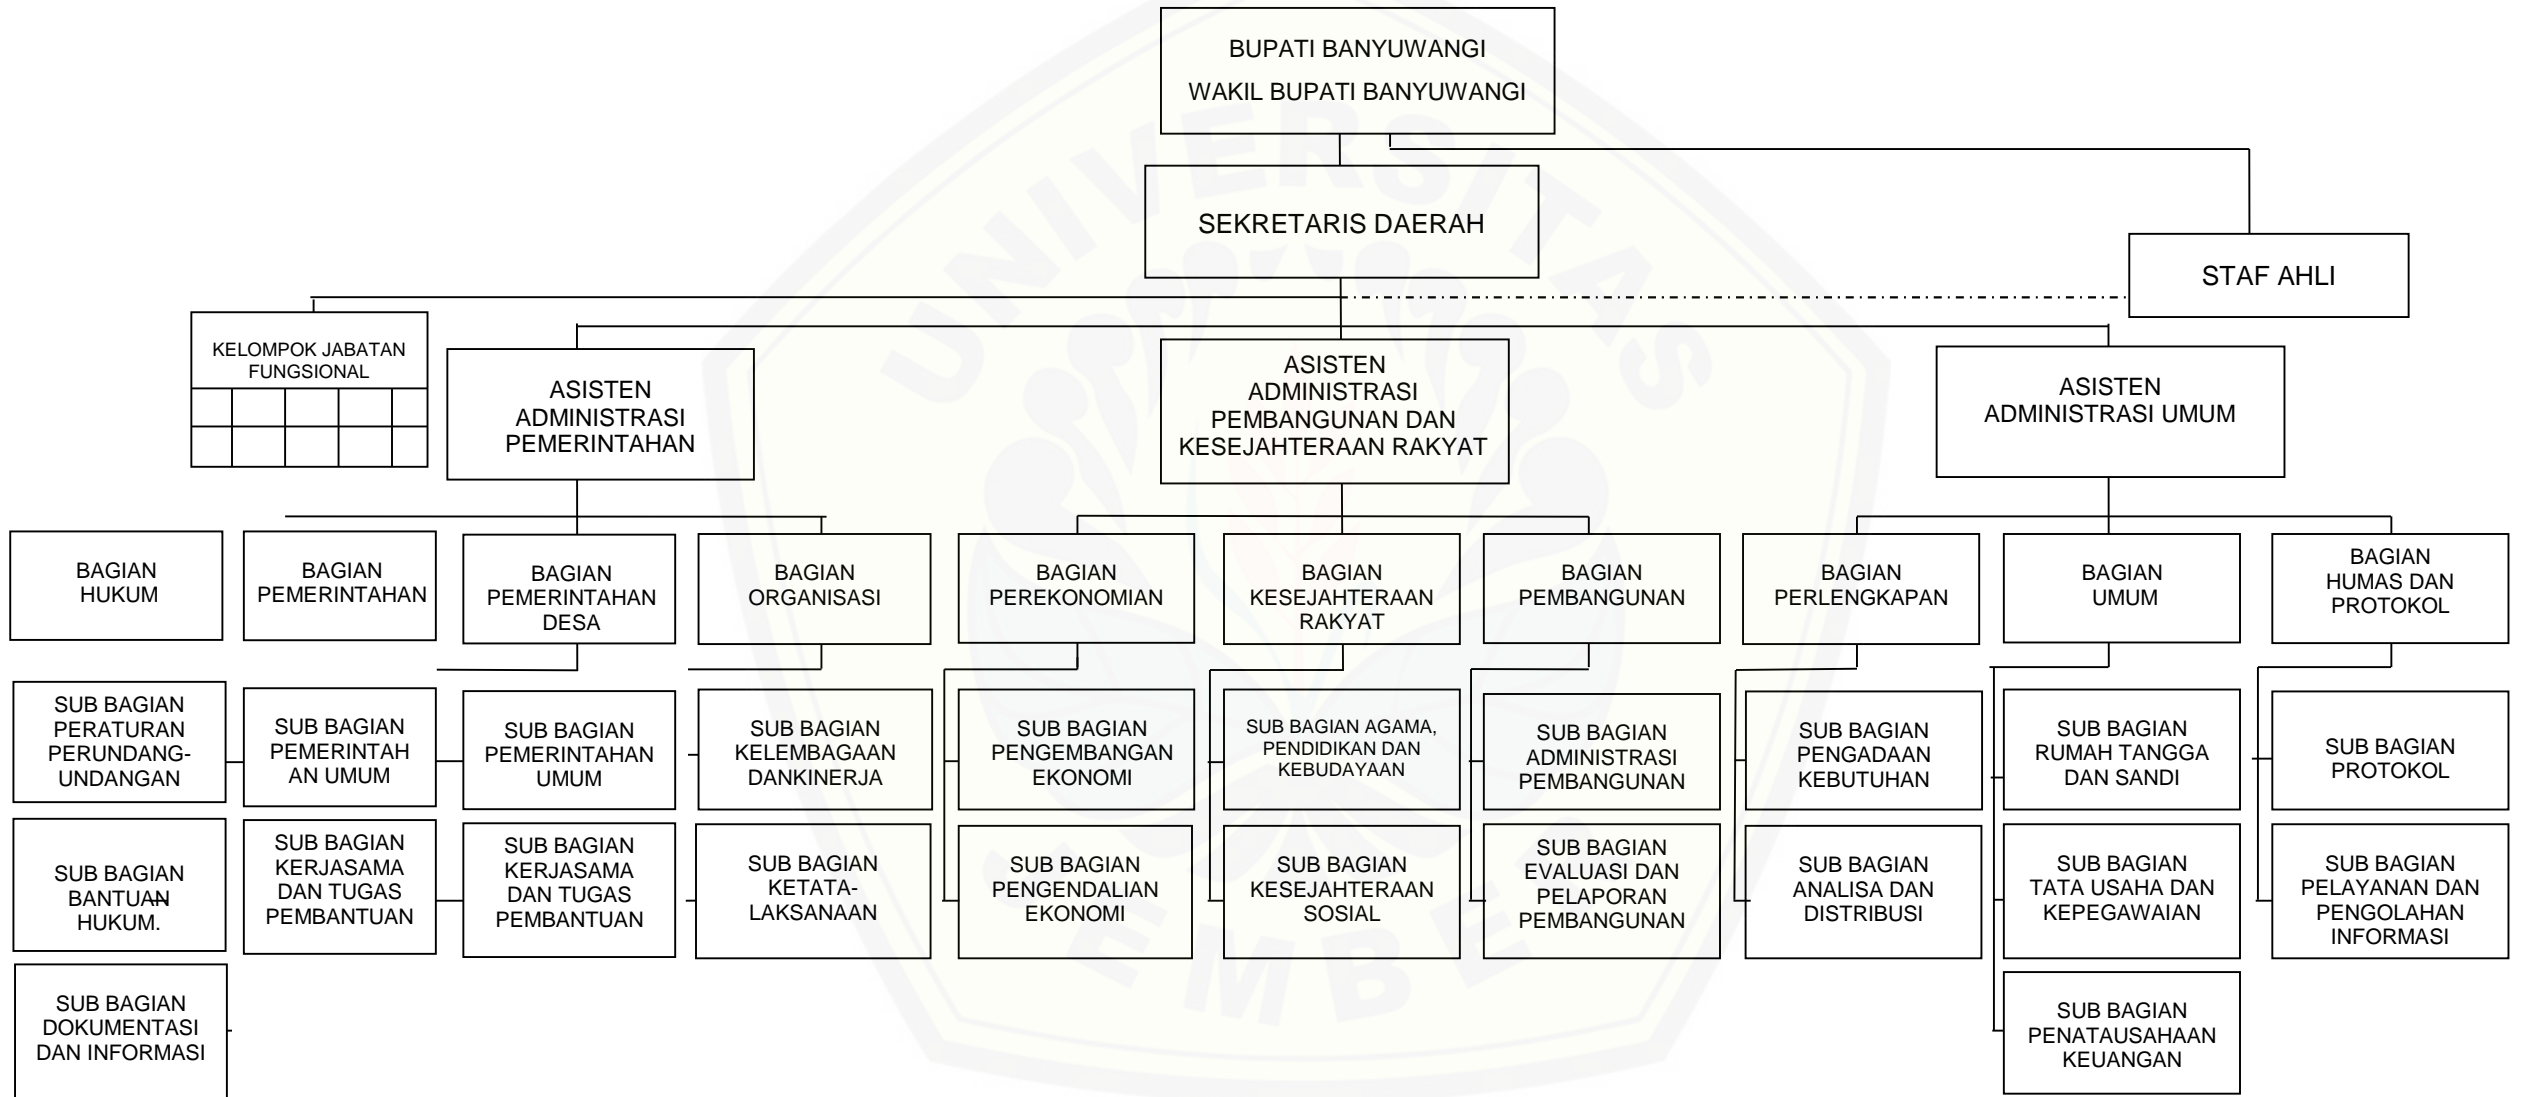 BUPATI BANYUWANGI
WAKIL BUPATI BANYUWANGI
SEKRETARIS DAERAH
STAF AHLI
KELOMPOK JABATAN
FUNGSIONAL
ASISTEN
ADMINISTRASI
PEMERINTAHAN
ASISTEN
ADMINISTRASI
PEMBANGUNAN DAN
KESEJAHTERAAN RAKYAT
ASISTEN
ADMINISTRASI UMUM
BAGIAN
HUKUM
BAGIAN
PEMERINTAHAN
BAGIAN
PEMERINTAHAN
DESA
BAGIAN
ORGANISASI
BAGIAN
PEREKONOMIAN
BAGIAN
KESEJAHTERAAN
RAKYAT
BAGIAN
PEMBANGUNAN
BAGIAN
PERLENGKAPAN
BAGIAN
UMUM
BAGIAN
HUMAS DAN
PROTOKOL
SUB BAGIAN
PERATURAN
PERUNDANG-
UNDANGAN
SUB BAGIAN
PEMERINTAH
AN UMUM
SUB BAGIAN
PEMERINTAHAN
UMUM
SUB BAGIAN
KELEMBAGAAN
DANKINERJA
SUB BAGIAN
PENGEMBANGAN
EKONOMI
SUB BAGIAN AGAMA,
PENDIDIKAN DAN
KEBUDAYAAN
SUB BAGIAN
ADMINISTRASI
PEMBANGUNAN
SUB BAGIAN
PENGADAAN
KEBUTUHAN
SUB BAGIAN
RUMAH TANGGA
DAN SANDI
SUB BAGIAN
PROTOKOL
SUB BAGIAN
BANTUAN
HUKUM.
SUB BAGIAN
KERJASAMA
DAN TUGAS
PEMBANTUAN
SUB BAGIAN
KERJASAMA
DAN TUGAS
PEMBANTUAN
SUB BAGIAN
KETATA-
LAKSANAAN
SUB BAGIAN
PENGENDALIAN
EKONOMI
SUB BAGIAN
KESEJAHTERAAN
SOSIAL
SUB BAGIAN
EVALUASI DAN
PELAPORAN
PEMBANGUNAN
SUB BAGIAN
ANALISA DAN
DISTRIBUSI
SUB BAGIAN
TATA USAHA DAN
KEPEGAWAIAN
SUB BAGIAN
PELAYANAN DAN
PENGOLAHAN
INFORMASI
SUB BAGIAN
DOKUMENTASI
DAN INFORMASI
SUB BAGIAN
PENATAUSAHAAN
KEUANGAN
UNIVERSITAS